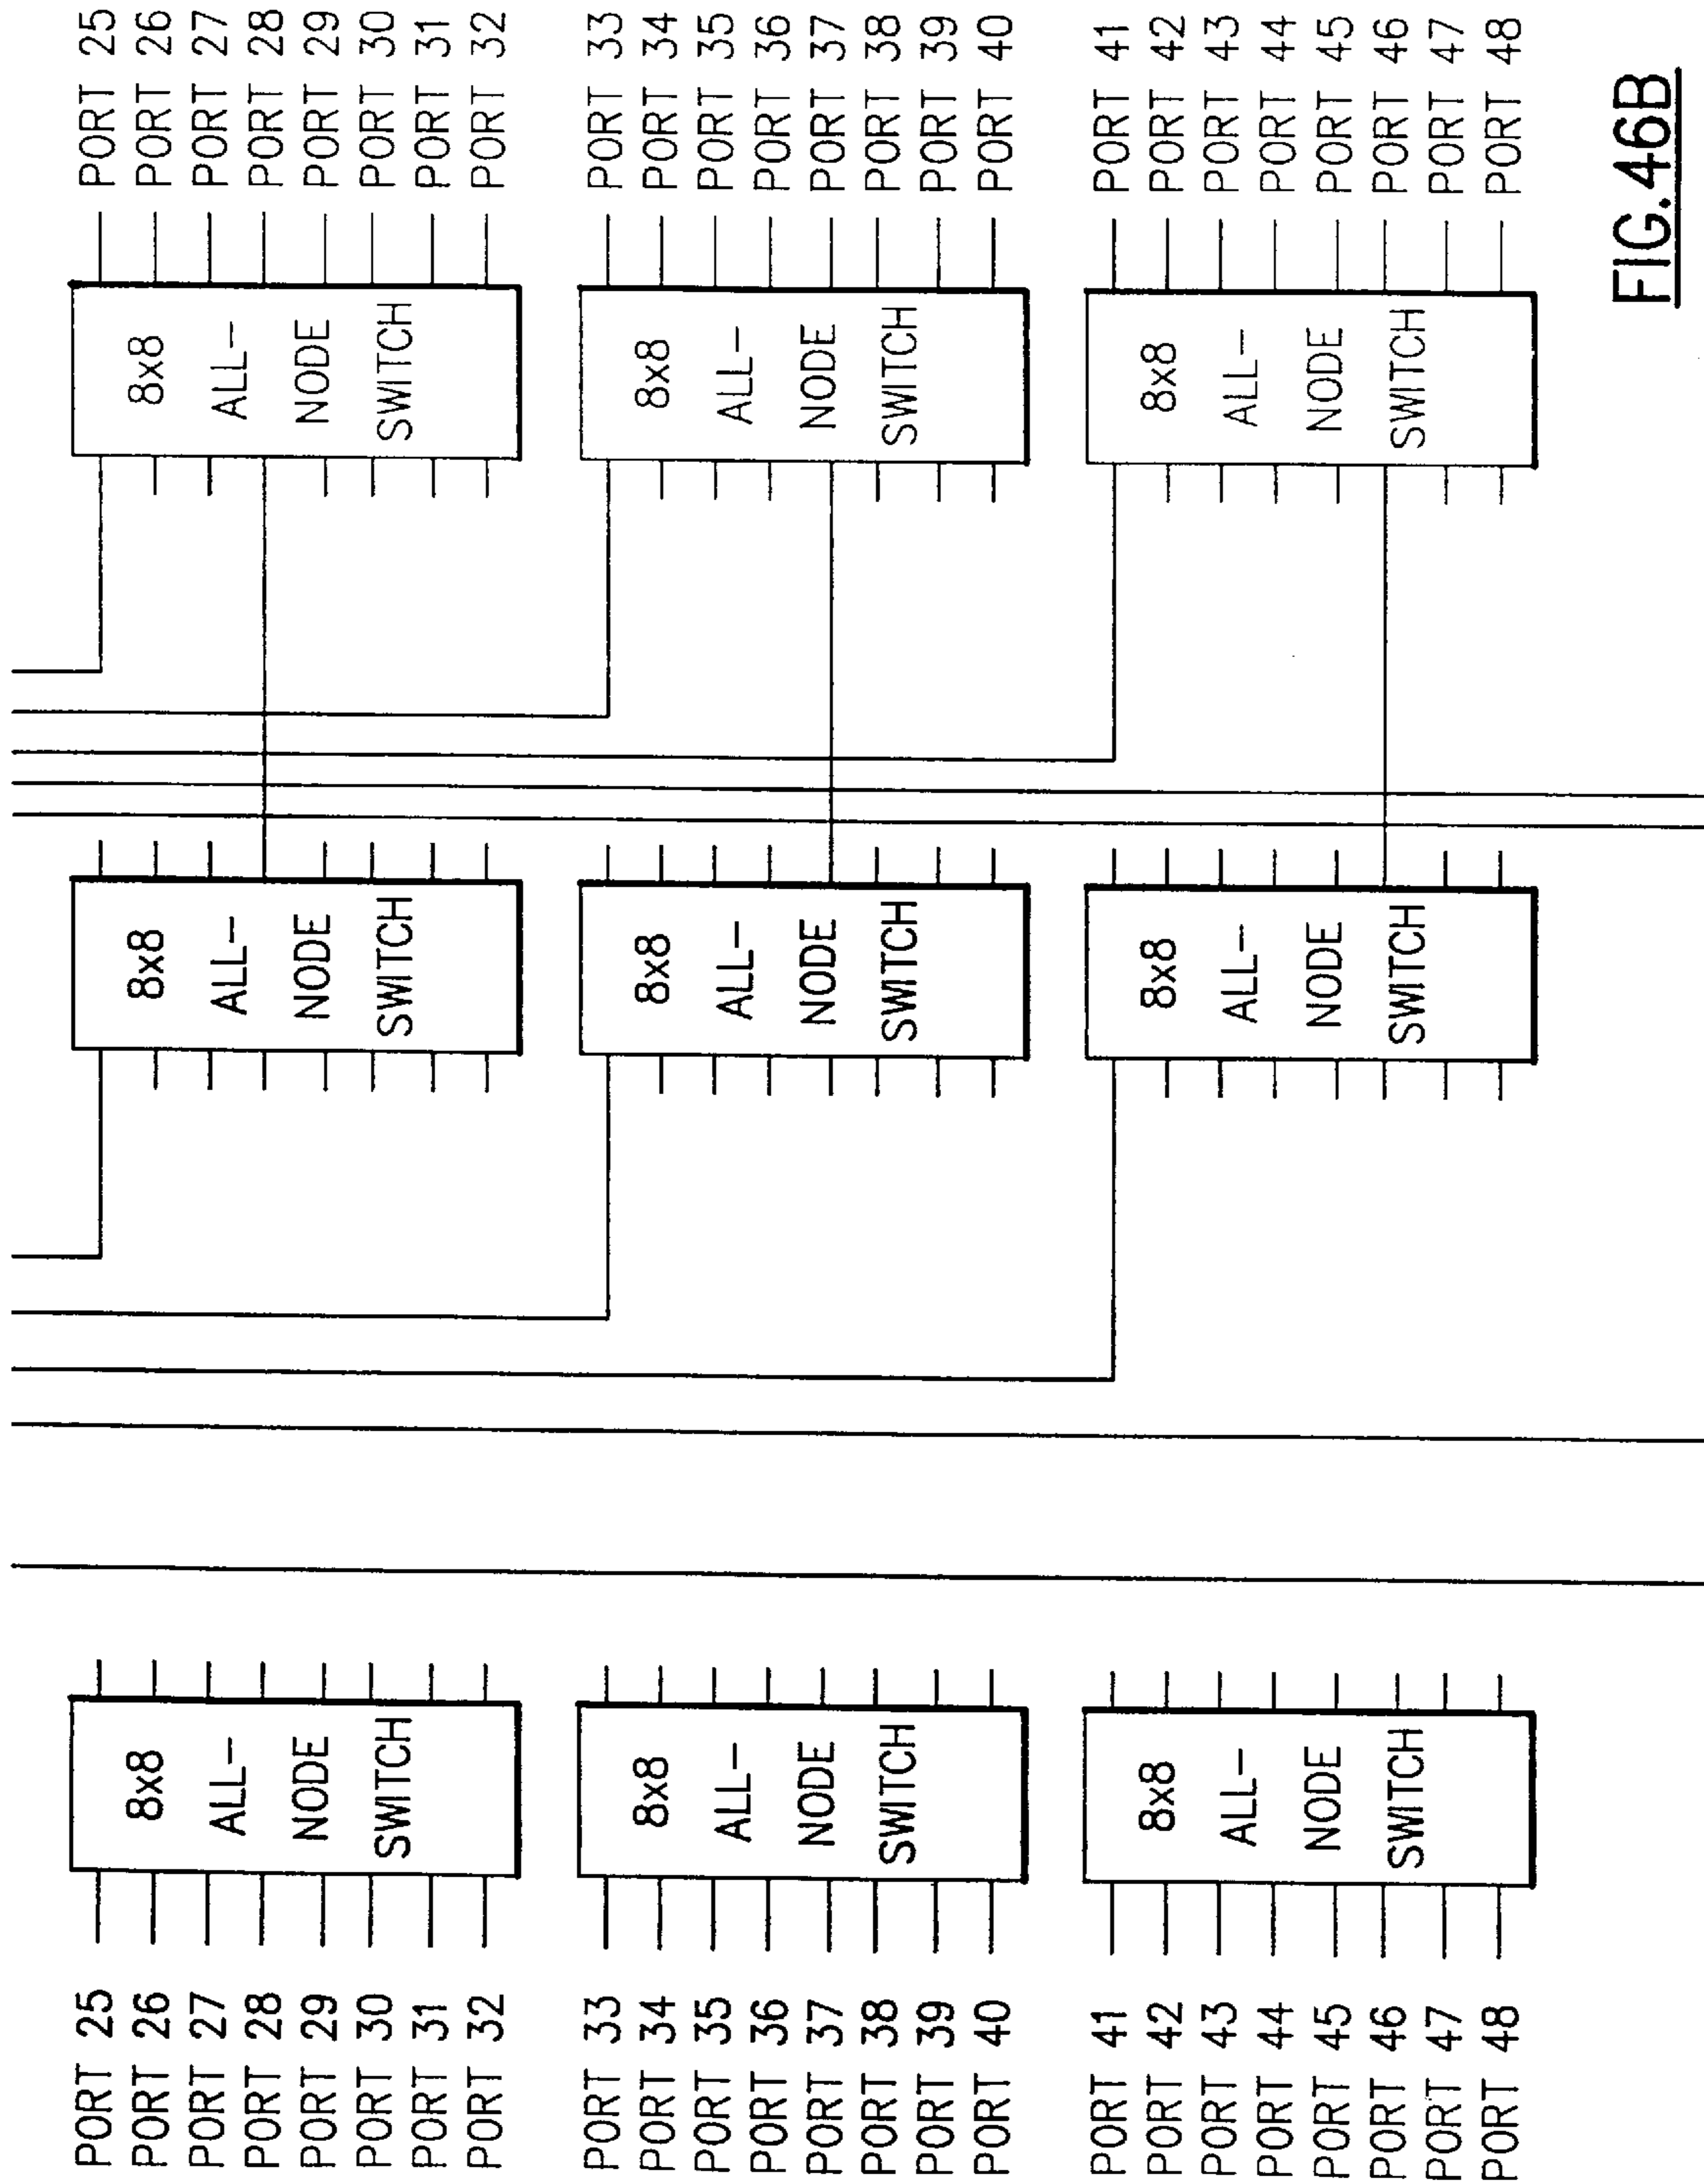 PORT 25
PORT 26
PORT 27
PORT 28
PORT 29
PORT 30
PORT 31
PORT 32
8x8
ALL-
NODE
SWITCH
8x8
ALL-
NODE
SWITCH
8x8
ALL-
NODE
SWITCH
PORT 25
PORT 26
PORT 27
PORT 28
PORT 29
PORT 30
PORT 31
PORT 32
PORT 33
PORT 34
PORT 35
PORT 36
PORT 37
PORT 38
PORT 39
PORT 40
8x8
ALL-
NODE
SWITCH
8x8
ALL-
NODE
SWITCH
8x8
ALL-
NODE
SWITCH
PORT 33
PORT 34
PORT 35
PORT 36
PORT 37
PORT 38
PORT 39
PORT 40
PORT 41
PORT 42
PORT 43
PORT 44
PORT 45
PORT 46
PORT 47
PORT 48
8x8
ALL-
NODE
SWITCH
8x8
ALL-
NODE
SWITCH
8x8
ALL-
NODE
SWITCH
PORT 41
PORT 42
PORT 43
PORT 44
PORT 45
PORT 46
PORT 47
PORT 48
FIG.46B